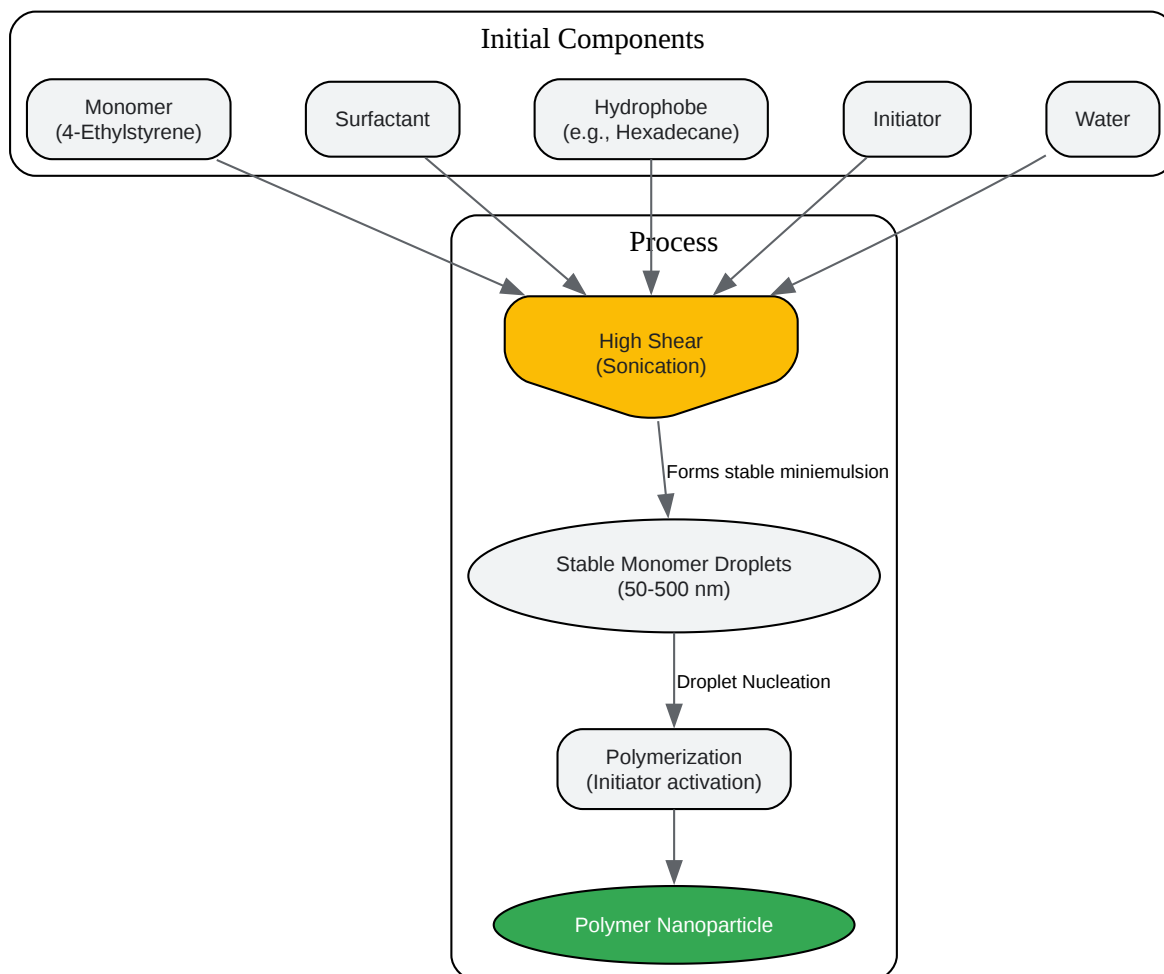 Initial Components
Monomer
(4-Ethylstyrene)
Surfactant
Hydrophobe
(e.g., Hexadecane)
Initiator
Water
Process
High Shear
(Sonication)
Forms stable miniemulsion
Stable Monomer Droplets
(50-500 nm)
Droplet Nucleation
Polymerization
(Initiator activation)
Polymer Nanoparticle